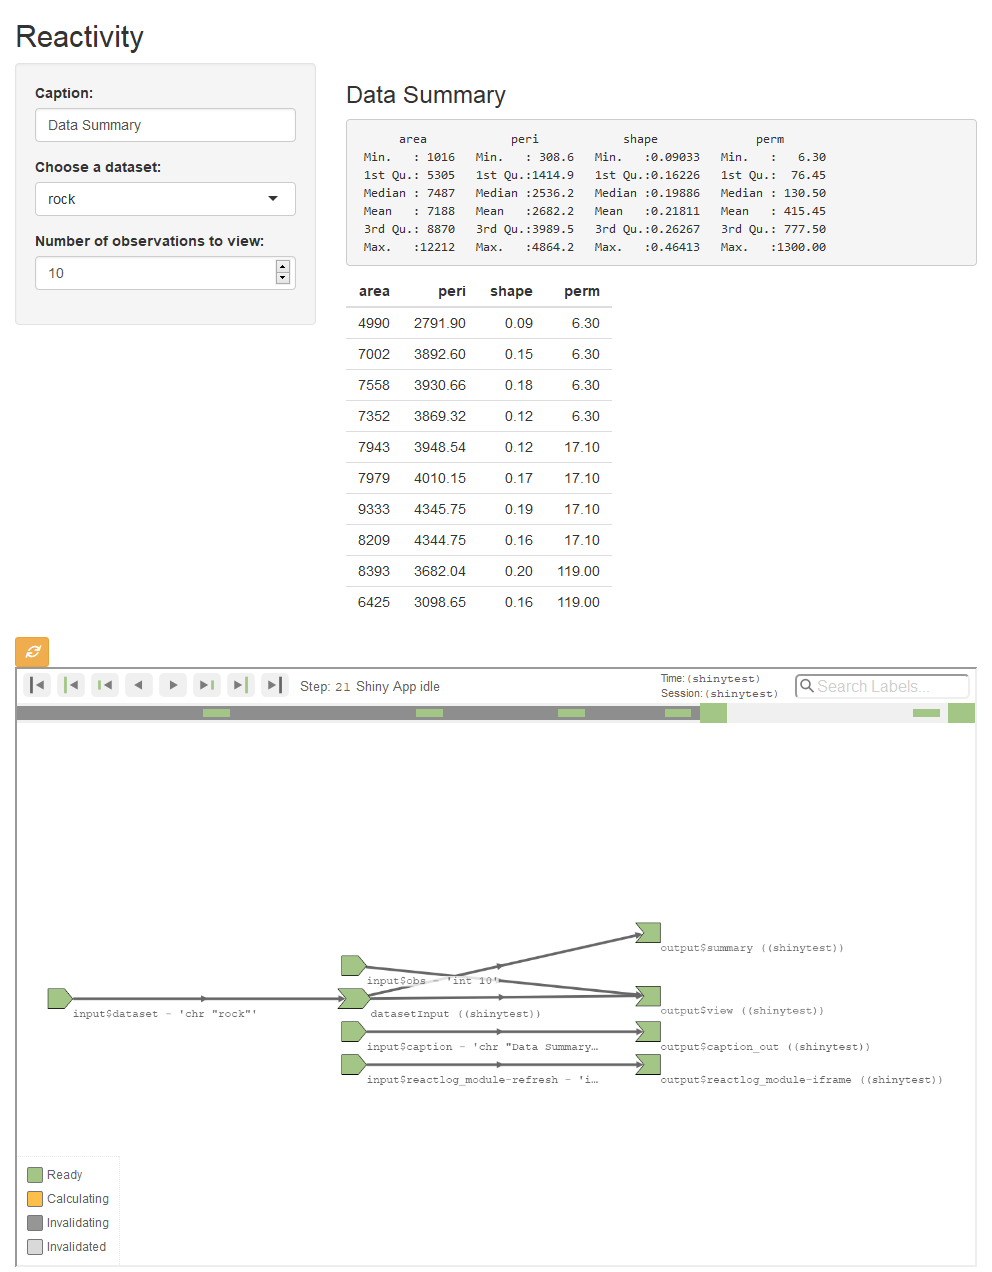 Reactivity
Caption:
Data Summary
Choose a dataset:
rock
Number of observations to view:
10
Data Summary
area peri shape perm
Min. : 1016 Min. : 308.6 Min. :0.09033 Min. : 6.30
1st Qu.: 5305 1st Qu.:1414.9 1st Qu.:0.16226 1st Qu.: 76.45
Median : 7487 Median :2536.2 Median :0.19886 Median : 130.50
Mean : 7188 Mean :2682.2 Mean :0.21811 Mean : 415.45
3rd Qu.: 8870 3rd Qu.:3989.5 3rd Qu.:0.26267 3rd Qu.: 777.50
Max. :12212 Max. :4864.2 Max. :0.46413 Max. :1300.00
area peri shape perm
4990 2791.90 0.09 6.30
7002 3892.60 0.15 6.30
7558 3930.66 0.18 6.30
7352 3869.32 0.12 6.30
7943 3948.54 0.12 17.10
7979 4010.15 0.17 17.10
9333 4345.75 0.19 17.10
8209 4344.75 0.16 17.10
8393 3682.04 0.20 119.00
6425 3098.65 0.16 119.00
Step: 21 Shiny App idle
Time: (shinytest)
Session: (shinytest)
Search Labels...
output$summary ((shinytest))
input$obs - 'int 10'
input$dataset - 'chr "rock"'
datasetInput ((shinytest))
output$view ((shinytest))
input$caption - 'chr "Data Summary...
output$caption_out ((shinytest))
input$reactlog_module-refresh - 'i...
output$reactlog_module-iframe ((shinytest))
Ready
Calculating
Invalidating
Invalidated